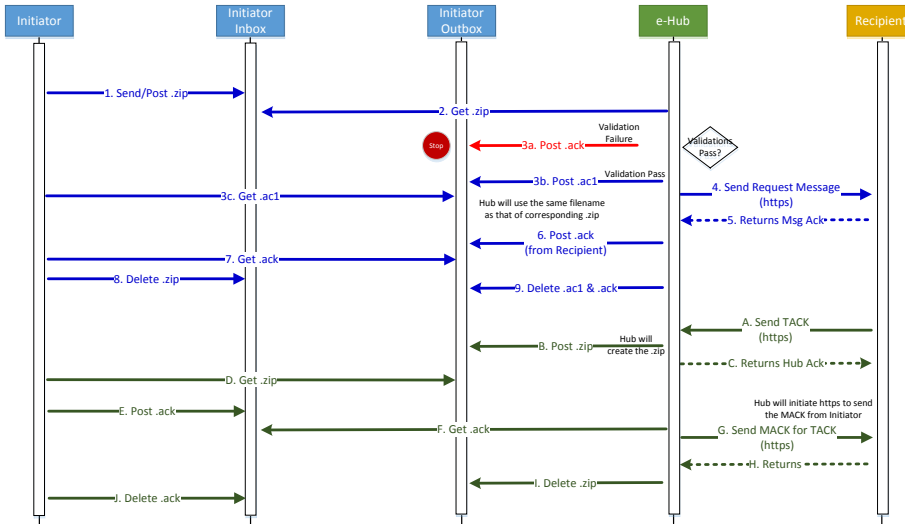 Initiator
Initiator
Inbox
Initiator
Outbox
e-Hub
Recipient
1. Send/Post .zip
2. Get .zip
Validation
Failure
Stop
3a. Post .ack
Validations
Pass?
3b. Post .ac1
Validation Pass
3c. Get .ac1
4. Send Request Message
(https)
Hub will use the same filename
as that of corresponding .zip
5. Returns Msg Ack
6. Post .ack
(from Recipient)
7. Get .ack
8. Delete .zip
9. Delete .ac1 & .ack
A. Send TACK
(https)
B. Post .zip
Hub will
create the .zip
C. Returns Hub Ack
D. Get .zip
E. Post .ack
Hub will initiate https to send
the MACK from Initiator
F. Get .ack
G. Send MACK for TACK
(https)
H. Returns
I. Delete .zip
J. Delete .ack